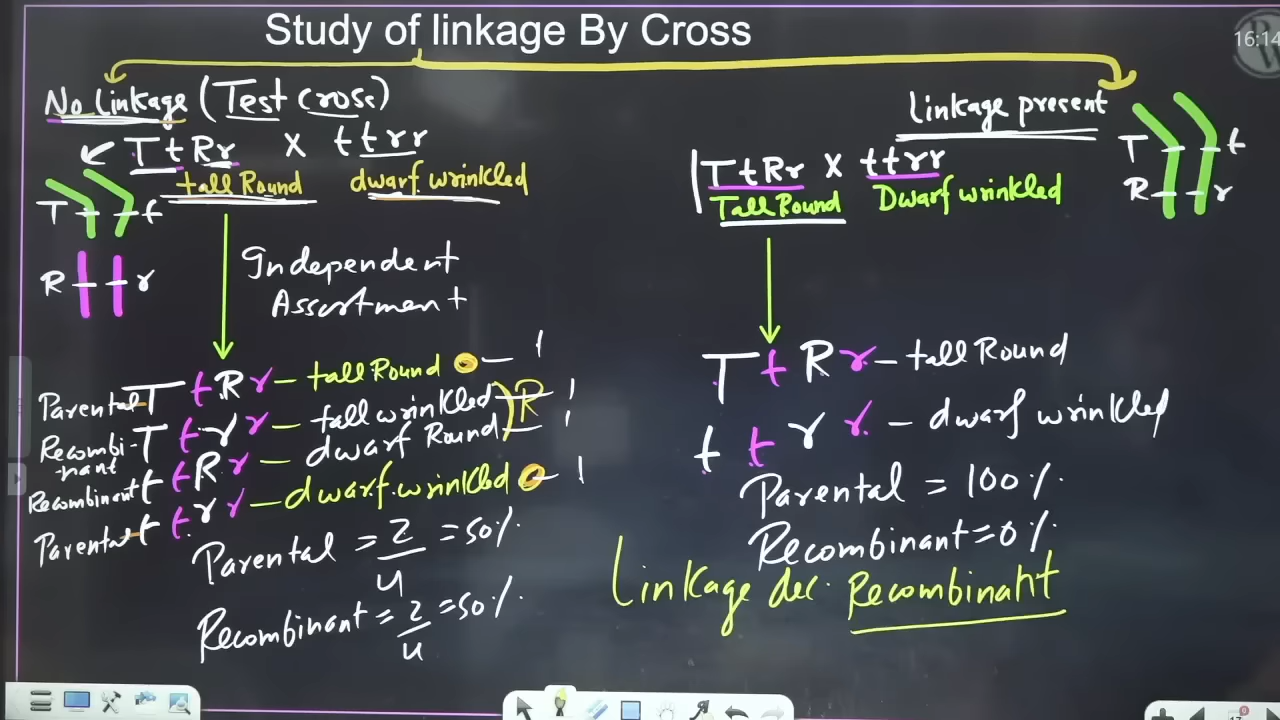 Study of linkage By Cross
16:14
No Linkage (Test cross)
TtRr X ttrr
tall Round dwarf wrinkled
T t
R r
Independent
Assortment
Parental T t R r – tall Round – 1
Recombi-nant T t r r – tall wrinkled – 1
R
Recombinant t t R r – dwarf Round – 1
Parental t t r r – dwarf wrinkled – 1
Parental = 2/4 = 50%
Recombinant = 2/4 = 50%
Linkage present
T t
R r
TtRr X ttrr
Tall Round Dwarf wrinkled
T t R r – tall Round
t t r r – dwarf wrinkled
Parental = 100%
Recombinant = 0%
Linkage dec. Recombinant